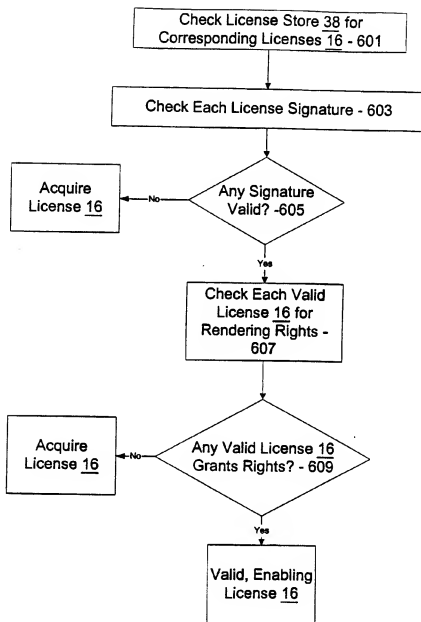 Check License Store 38 for
Corresponding Licenses 16 - 601
Check Each License Signature - 603
Acquire
License 16
No
Any Signature
Valid? -605
Yes
Check Each Valid
License 16 for
Rendering Rights -
607
Acquire
License 16
No
Any Valid License 16
Grants Rights? - 609
Yes
Valid, Enabling
License 16